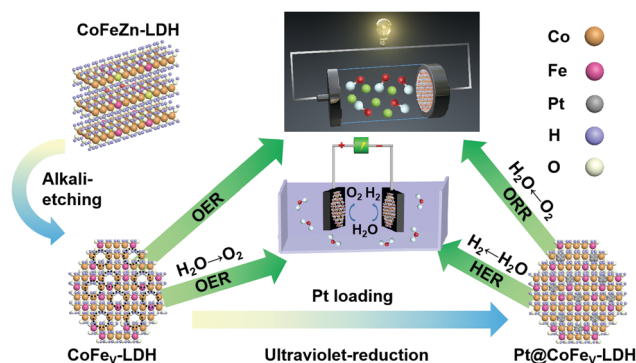 CoFeZn-LDH
Alkali-
etching
OER
H₂O→O₂
OER
+
−
O₂ H₂
H₂O
H₂O←O₂
ORR
H₂←H₂O
HER
Co
Fe
Pt
H
O
Pt loading
CoFeᵥ-LDH
Ultraviolet-reduction
Pt@CoFeᵥ-LDH